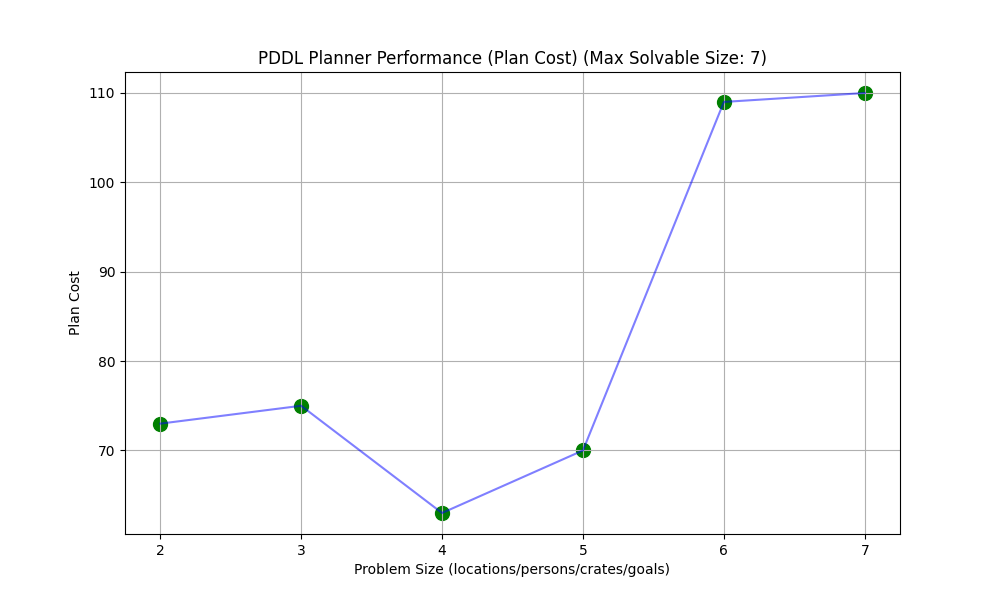 PDDL Planner Performance (Plan Cost) (Max Solvable Size: 7)
110
100
90
80
70
Plan Cost
2 3 4 5 6 7
Problem Size (locations/persons/crates/goals)